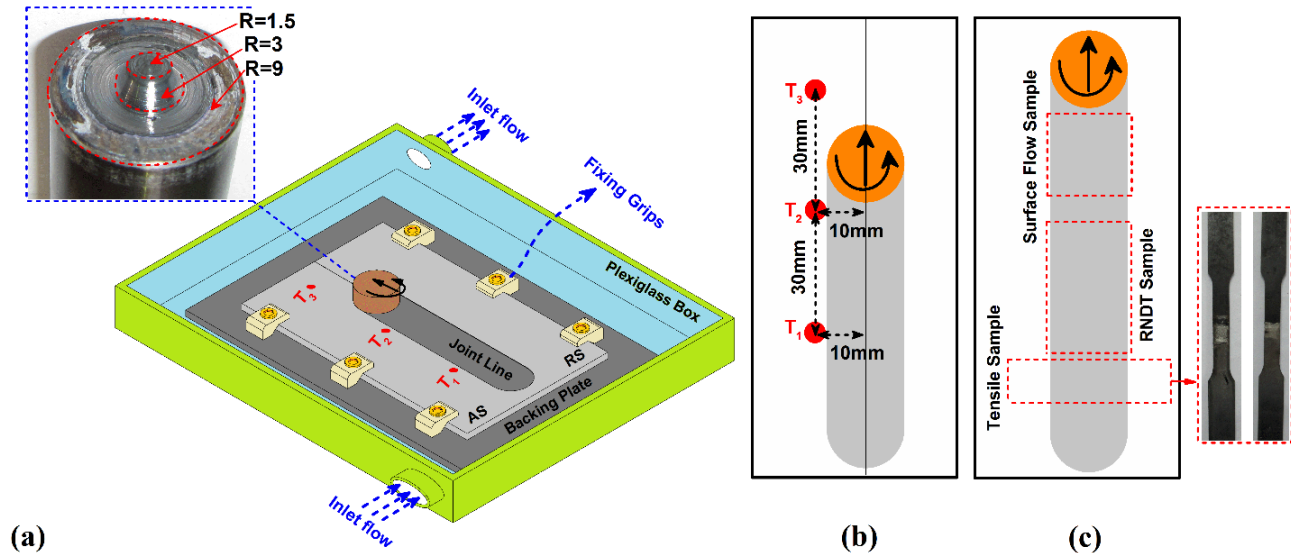 R=1.5
R=3
R=9
Inlet flow
Fixing Grips
Plexiglass Box
T3
T2
T1
Joint Line
RS
AS
Backing Plate
Inlet flow
(a)
T3
30mm
T2
10mm
30mm
T1
10mm
(b)
Surface Flow Sample
RNDT Sample
Tensile Sample
(c)